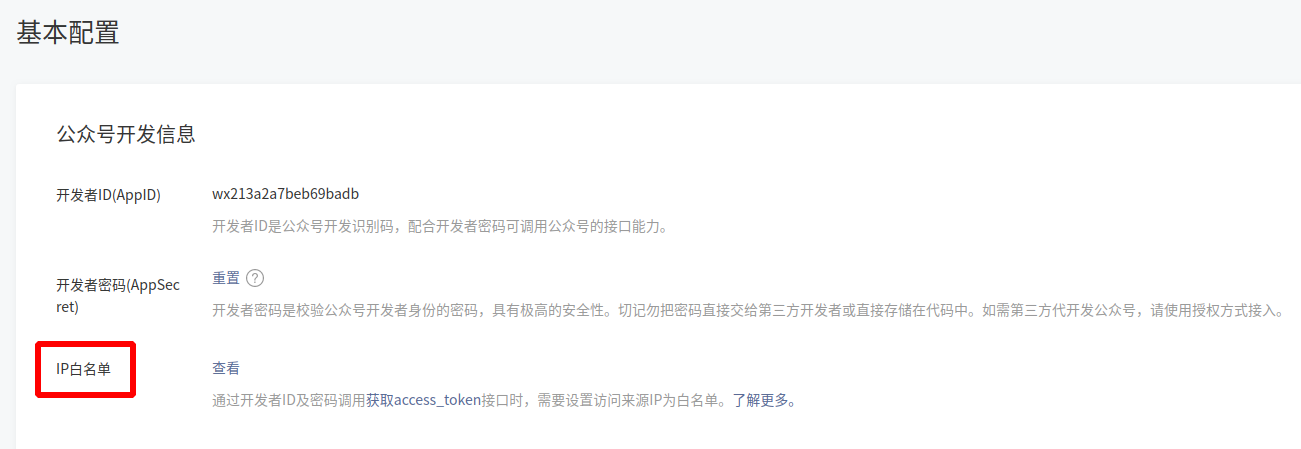 基本配置
公众号开发信息
开发者ID(AppID)
wx213a2a7beb69badb
开发者ID是公众号开发识别码，配合开发者密码可调用公众号的接口能力。
开发者密码(AppSec
ret)
重置 ?
开发者密码是校验公众号开发者身份的密码，具有极高的安全性。切记勿把密码直接交给第三方开发者或直接存储在代码中。如需第三方代开发公众号，请使用授权方式接入。
IP白名单
查看
通过开发者ID及密码调用获取access_token接口时，需要设置访问来源IP为白名单。了解更多。